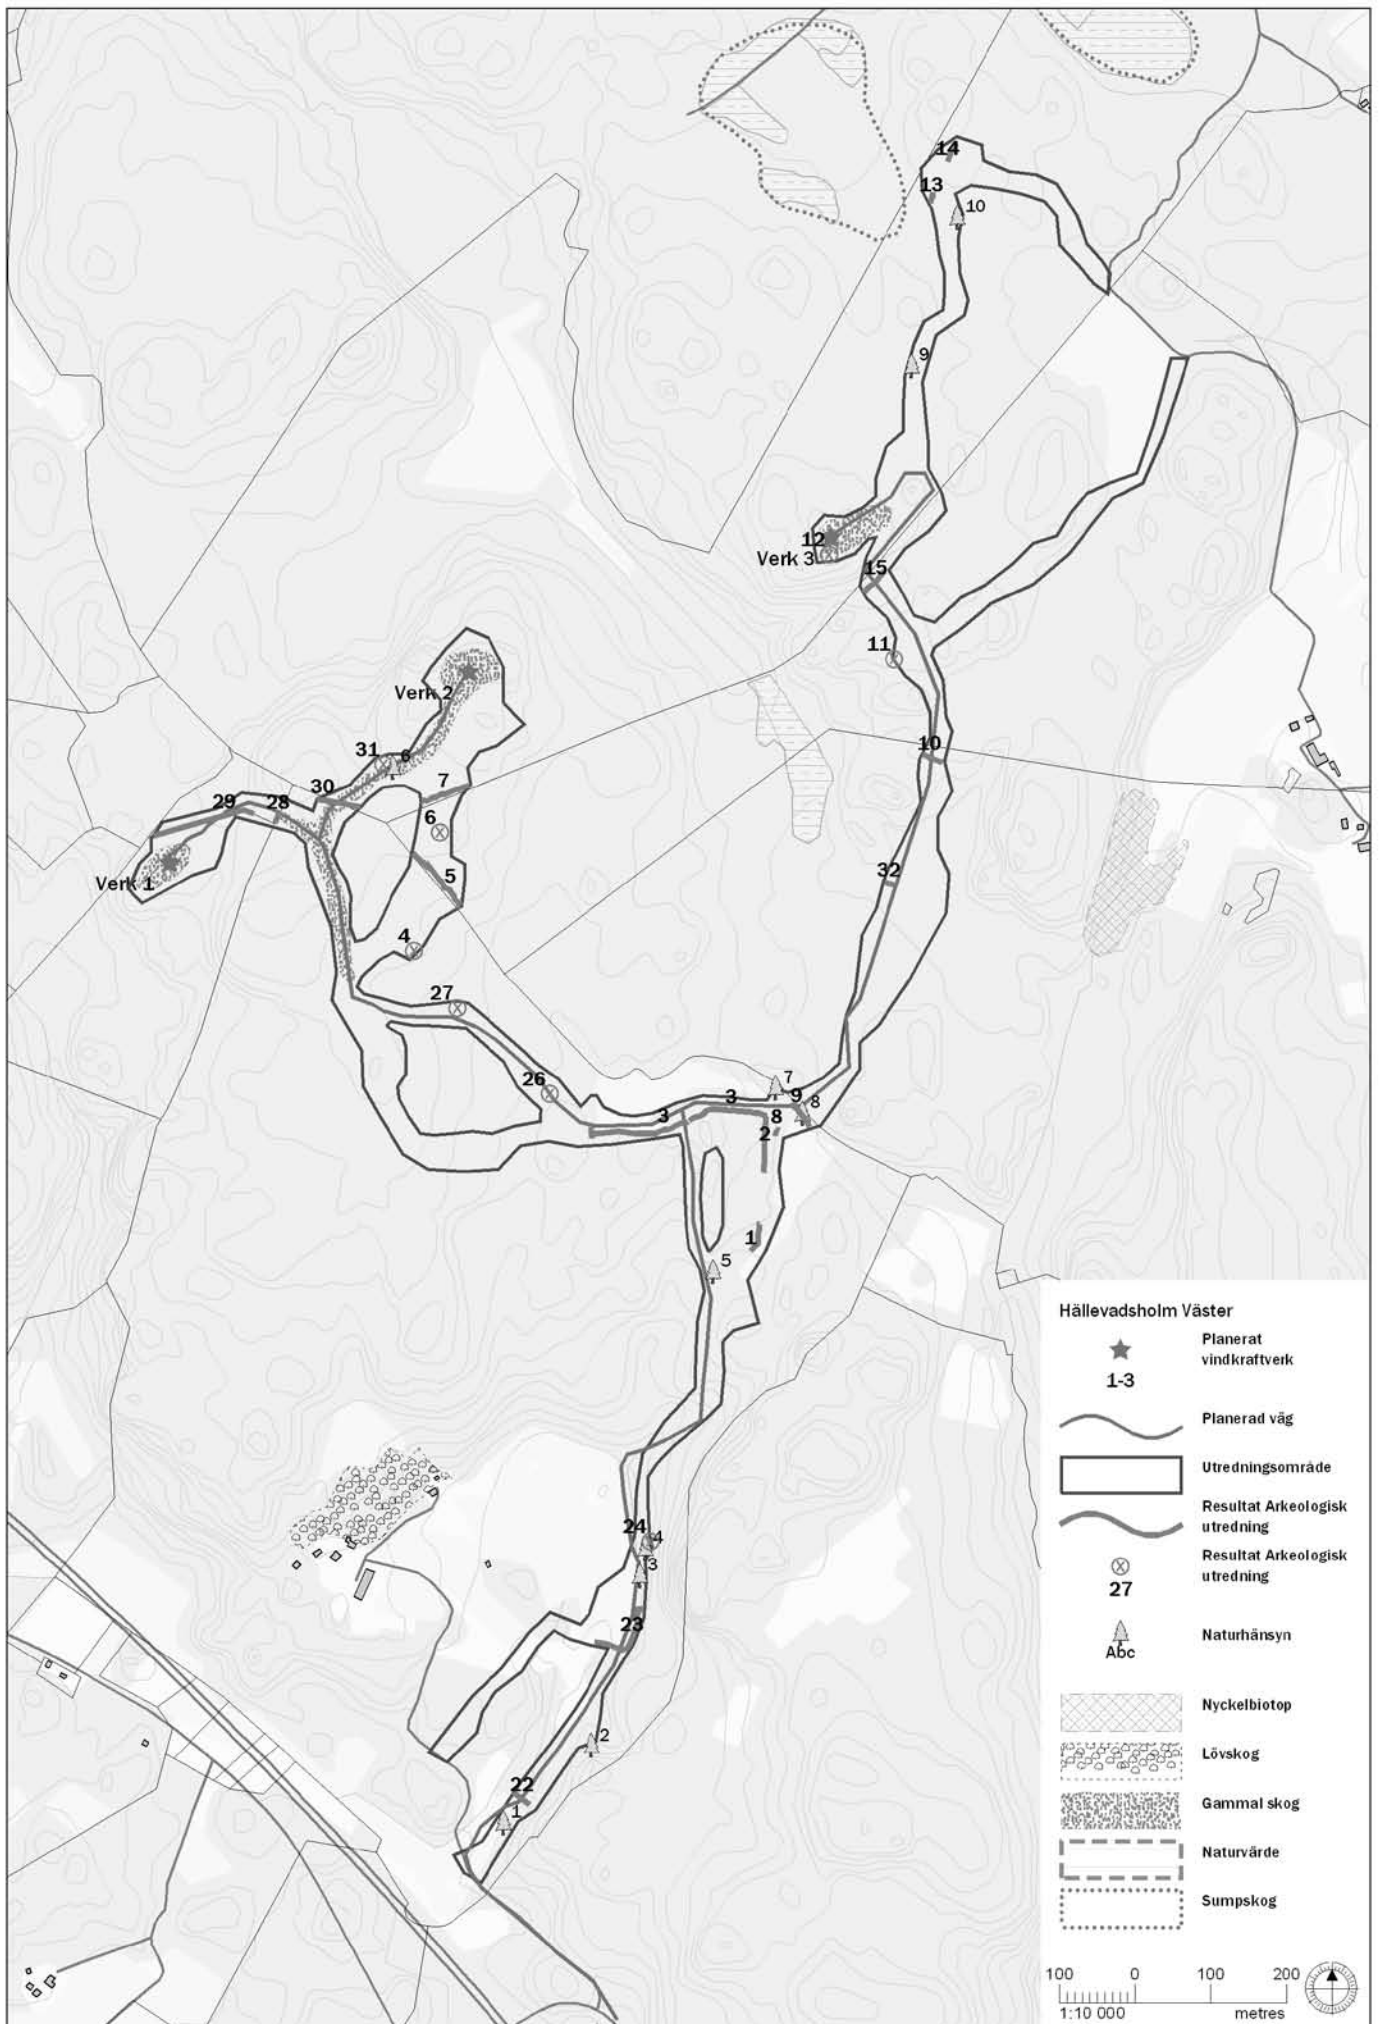 14
13
10
9
12
Verk 3
15
11
Verk 2
31
6
10
30
7
29
28
6
32
Verk 1
5
4
27
26
7
3
3
9
8
8
2
1
5
24
4
3
23
2
22
1
Hällevadsholm Väster
Planerat
vindkraftverk
1-3
Planerad väg
Utredningsområde
Resultat Arkeologisk
utredning
Resultat Arkeologisk
utredning
27
Naturhänsyn
Abc
Nyckelbiotop
Lövskog
Gammal skog
Naturvärde
Sumpskog
100 0 100 200
1:10 000 metres